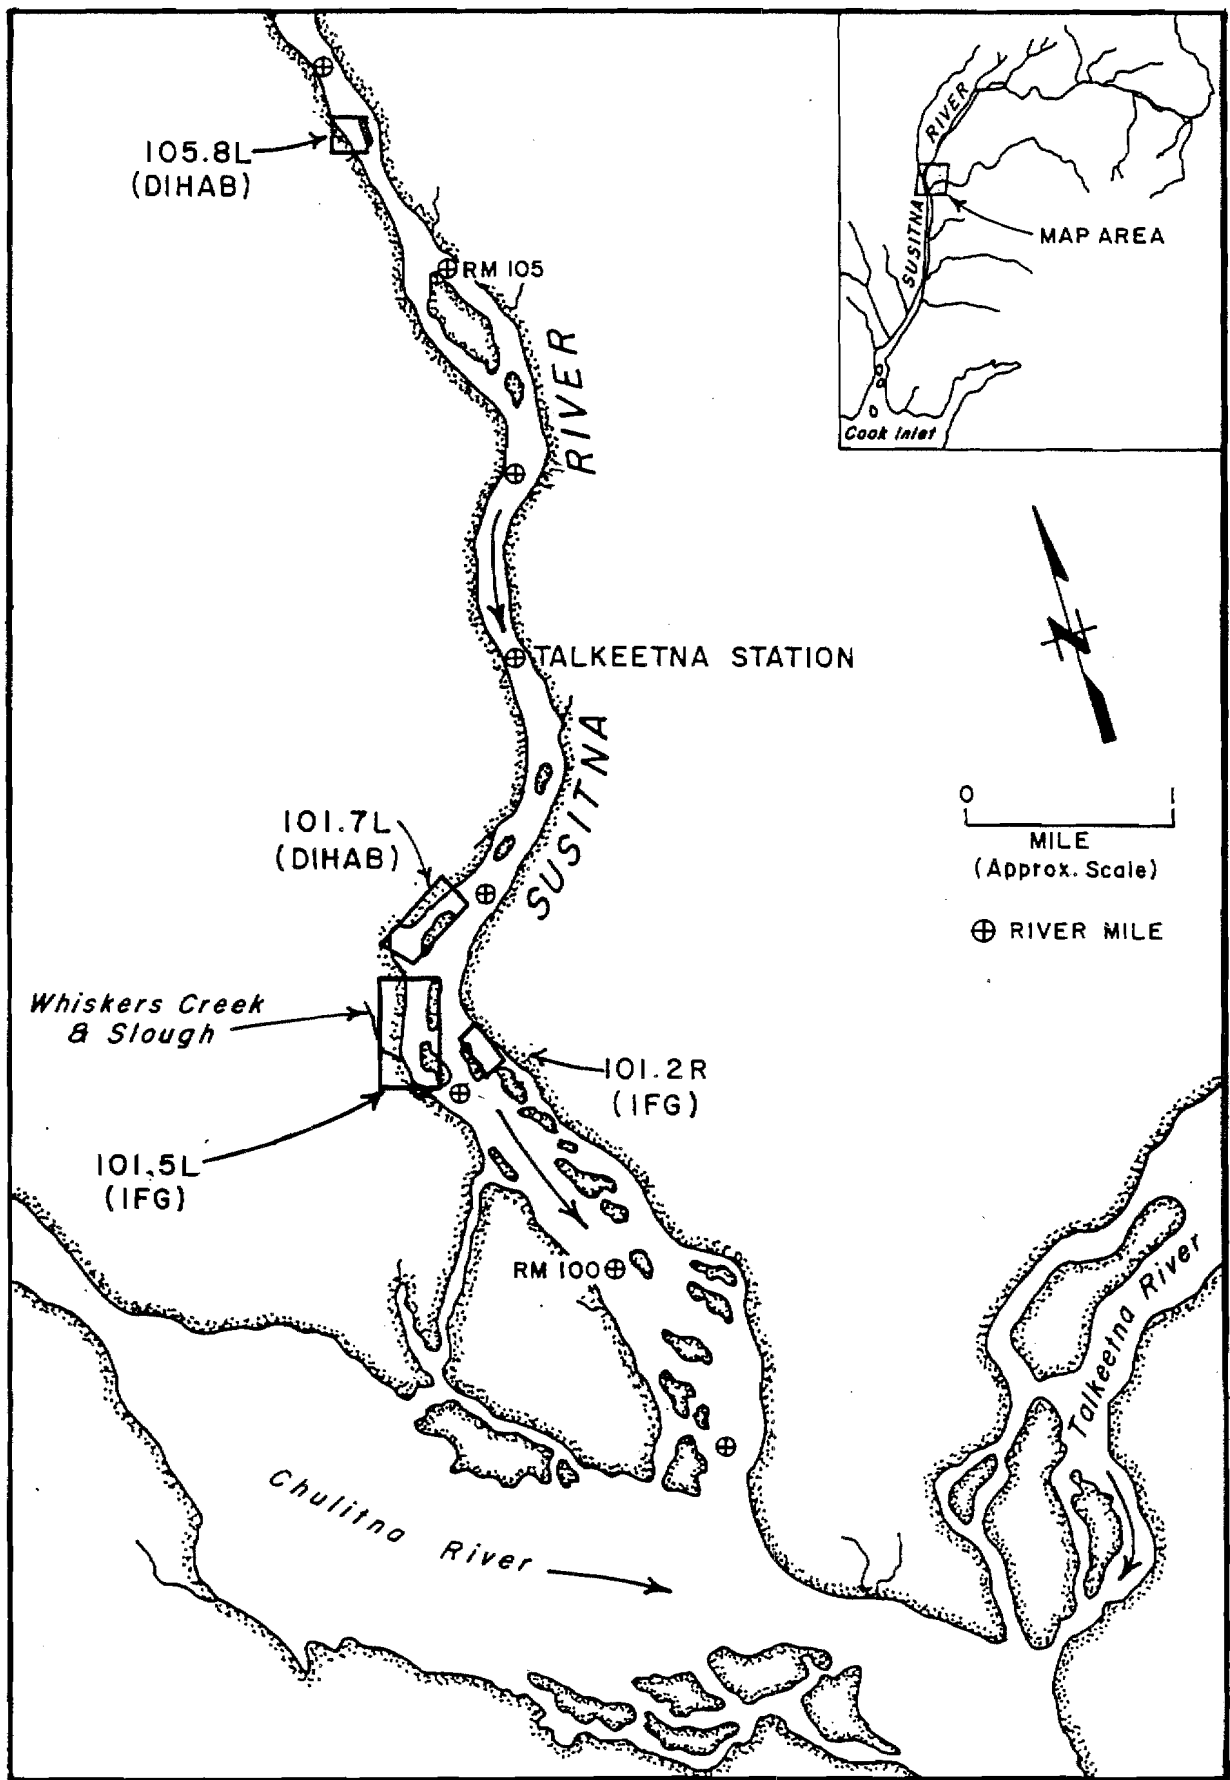 RIVER
SUSITNA
MAP AREA
Cook Inlet
105.8L
(DIHAB)
RM 105
RIVER
TALKEETNA STATION
SUSITNA
N
0 1
MILE
(Approx. Scale)
RIVER MILE
101.7L
(DIHAB)
Whiskers Creek
& Slough
101.2R
(IFG)
101.5L
(IFG)
RM 100
Talkeetna River
Chulitna River